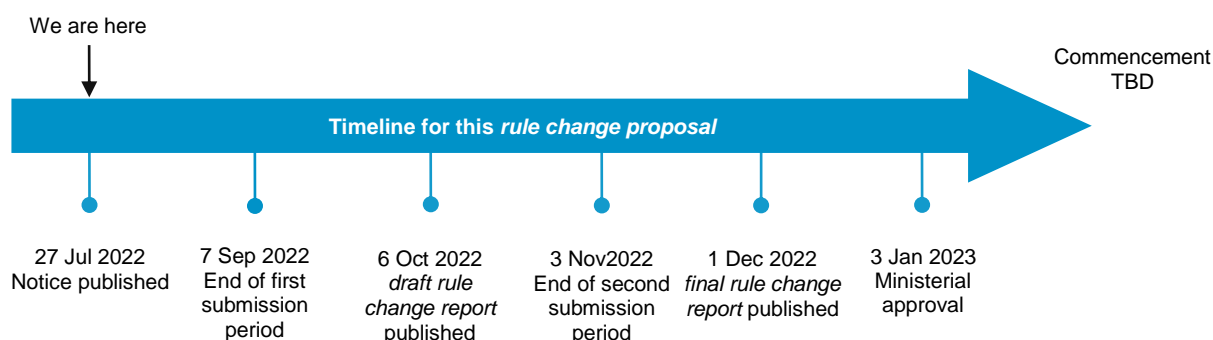 We are here
Commencement
TBD
Timeline for this rule change proposal
27 Jul 2022
Notice published
7 Sep 2022
End of first
submission
period
6 Oct 2022
draft rule
change report
published
3 Nov2022
End of second
submission
period
1 Dec 2022
final rule change
report published
3 Jan 2023
Ministerial
approval